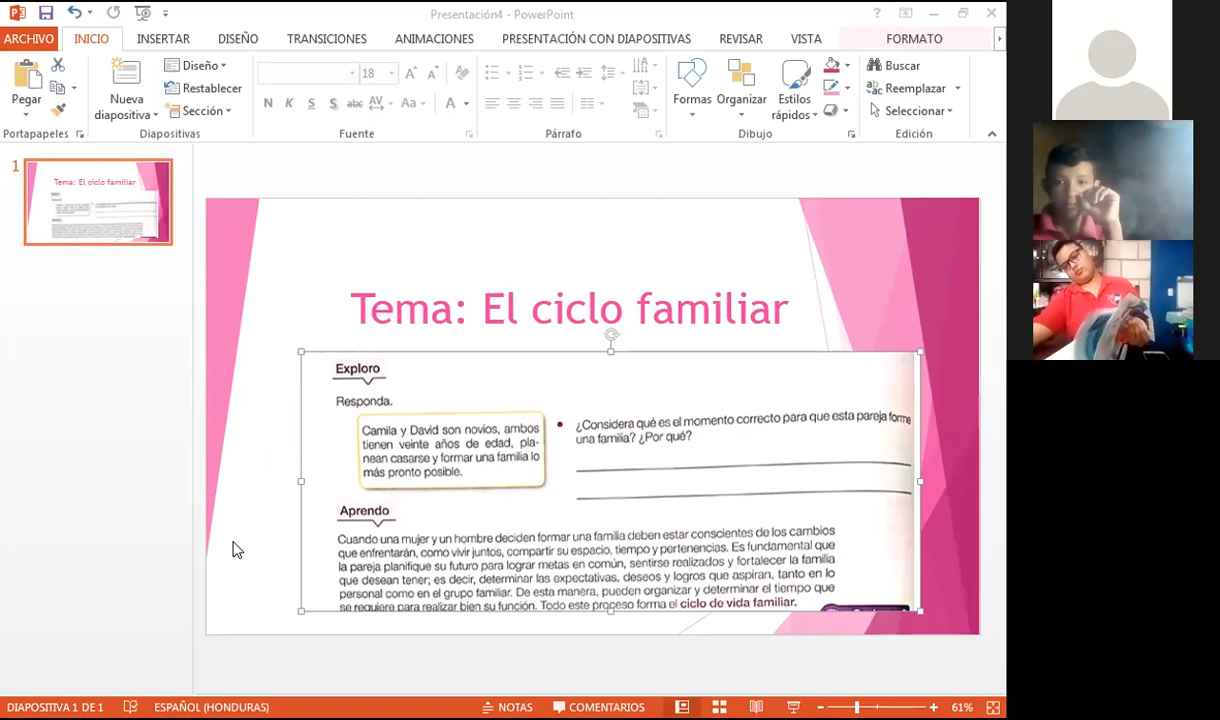 Presentación4 - PowerPoint
ARCHIVO INICIO INSERTAR DISEÑO TRANSICIONES ANIMACIONES PRESENTACIÓN CON DIAPOSITIVAS REVISAR VISTA FORMATO
Pegar
Portapapeles
Nueva
diapositiva
Diseño
Restablecer
Sección
Diapositivas
18
N K S S abc AV Aa A
Fuente
Párrafo
Formas
Organizar
Estilos
rápidos
Dibujo
Buscar
Reemplazar
Seleccionar
Edición
1
Tema: El ciclo familiar
Tema: El ciclo familiar
Exploro
Responda.
Camila y David son novios, ambos
tienen veinte años de edad, pla-
nean casarse y formar una familia lo
más pronto posible.
• ¿Considera qué es el momento correcto para que esta pareja forme
una familia? ¿Por qué?
Aprendo
Cuando una mujer y un hombre deciden formar una familia deben estar conscientes de los cambios
que enfrentarán, como vivir juntos, compartir su espacio, tiempo y pertenencias. Es fundamental que
la pareja planifique su futuro para lograr metas en común, sentirse realizados y fortalecer la familia
que desean tener; es decir, determinar las expectativas, deseos y logros que aspiran, tanto en lo
personal como en el grupo familiar. De esta manera, pueden organizar y determinar el tiempo que
se requiere para realizar bien su función. Todo este proceso forma el ciclo de vida familiar.
DIAPOSITIVA 1 DE 1 ESPAÑOL (HONDURAS) NOTAS COMENTARIOS 61%